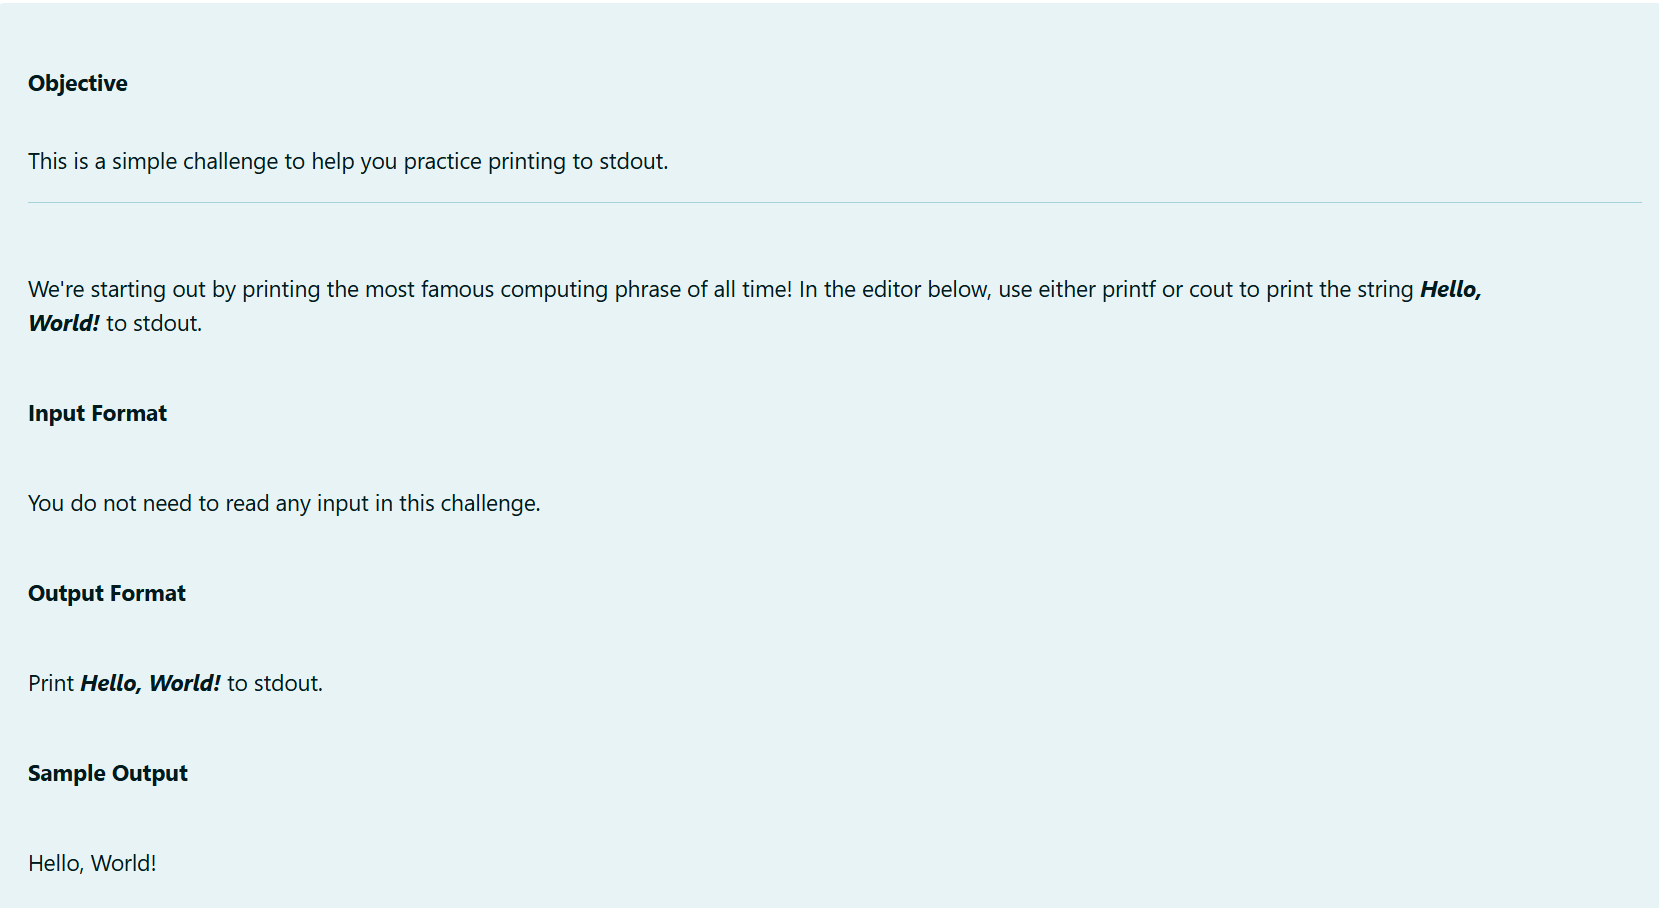 Objective
This is a simple challenge to help you practice printing to stdout.
We're starting out by printing the most famous computing phrase of all time! In the editor below, use either printf or cout to print the string Hello,
World! to stdout.
Input Format
You do not need to read any input in this challenge.
Output Format
Print Hello, World! to stdout.
Sample Output
Hello, World!